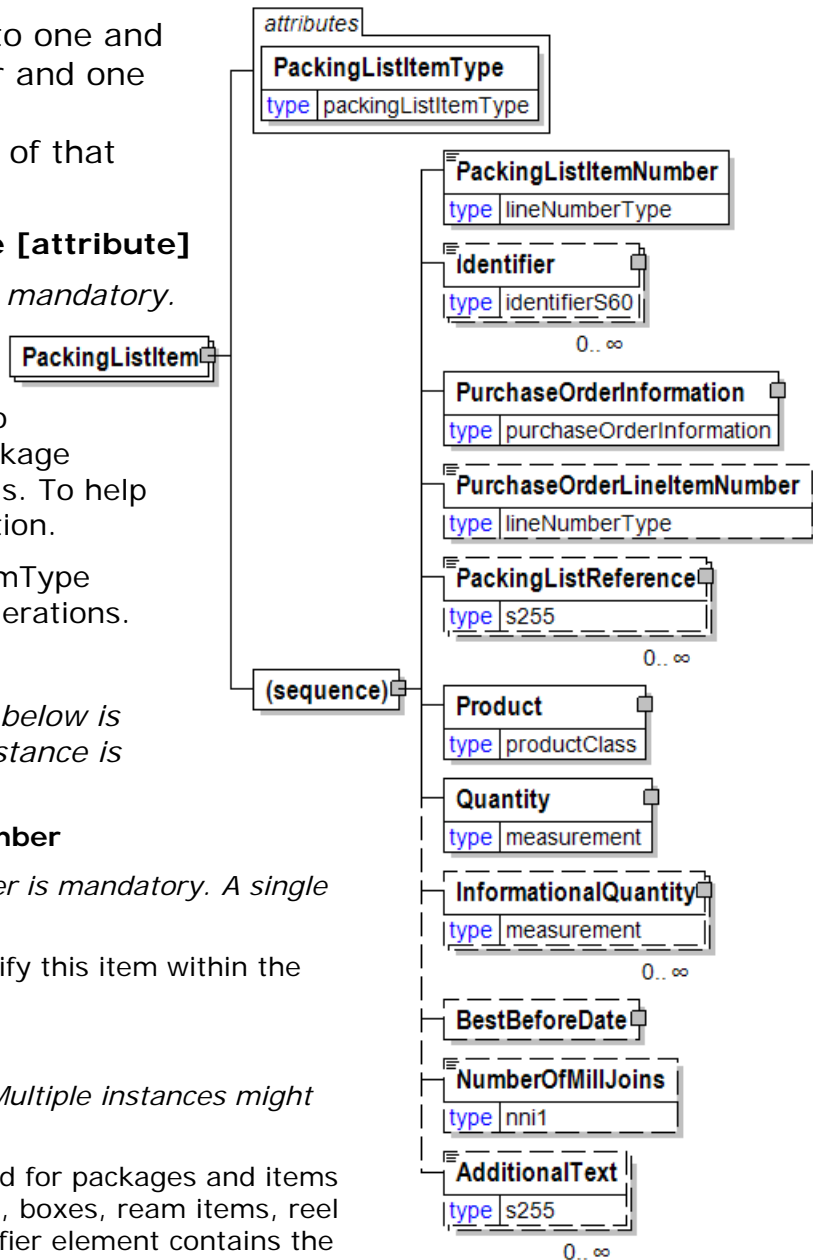 to one and
r and one
of that
e [attribute]
mandatory.
o
kage
s. To help
tion.
mType
erations.
below is
stance is
nber
er is mandatory. A single
ify this item within the
Multiple instances might
d for packages and items
, boxes, ream items, reel
fier element contains the
attributes
PackingListItemType
type packingListItemType
PackingListItem
(sequence)
PackingListItemNumber
type lineNumberType
Identifier
type identifierS60
0.. ∞
PurchaseOrderInformation
type purchaseOrderInformation
PurchaseOrderLineItemNumber
type lineNumberType
PackingListReference
type s255
0.. ∞
Product
type productClass
Quantity
type measurement
InformationalQuantity
type measurement
0.. ∞
BestBeforeDate
NumberOfMillJoins
type nni1
AdditionalText
type s255
0.. ∞